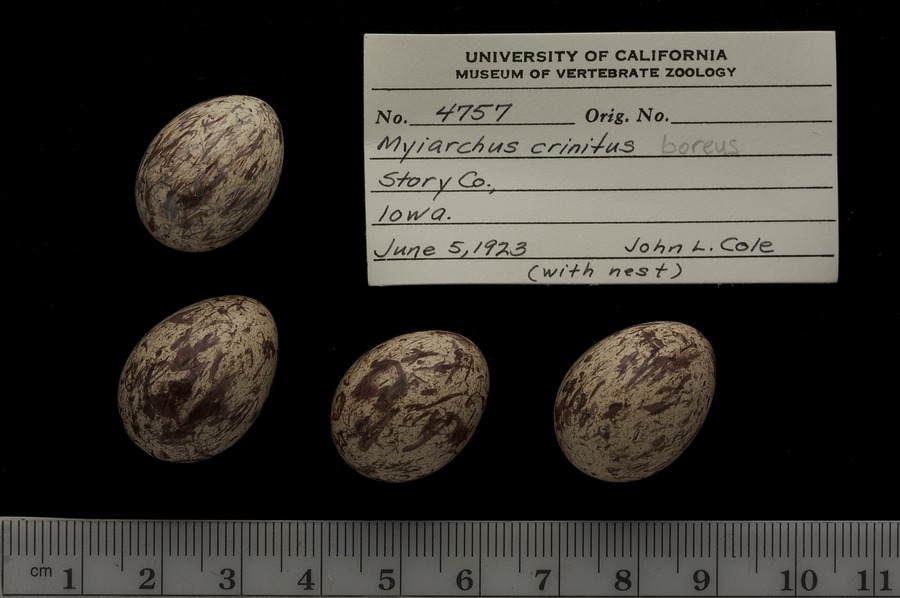 UNIVERSITY OF CALIFORNIA
MUSEUM OF VERTEBRATE ZOOLOGY
No. 4757 Orig. No.
Myiarchus crinitus boreus
Story Co.,
Iowa.
June 5, 1923 John L. Cole
(with nest)
cm 1 2 3 4 5 6 7 8 9 10 11